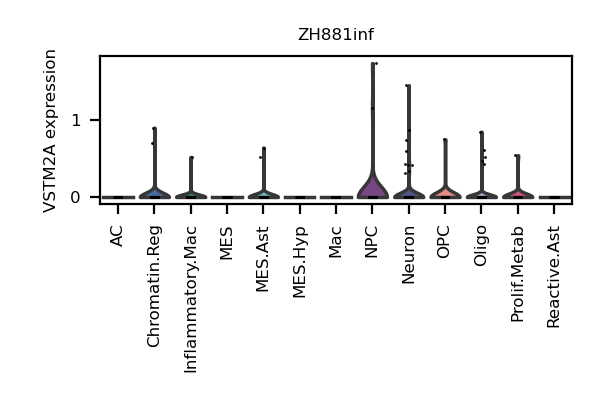 ZH881inf
VSTM2A expression
1
0
AC
Chromatin.Reg
Inflammatory.Mac
MES
MES.Ast
MES.Hyp
Mac
NPC
Neuron
OPC
Oligo
Prolif.Metab
Reactive.Ast